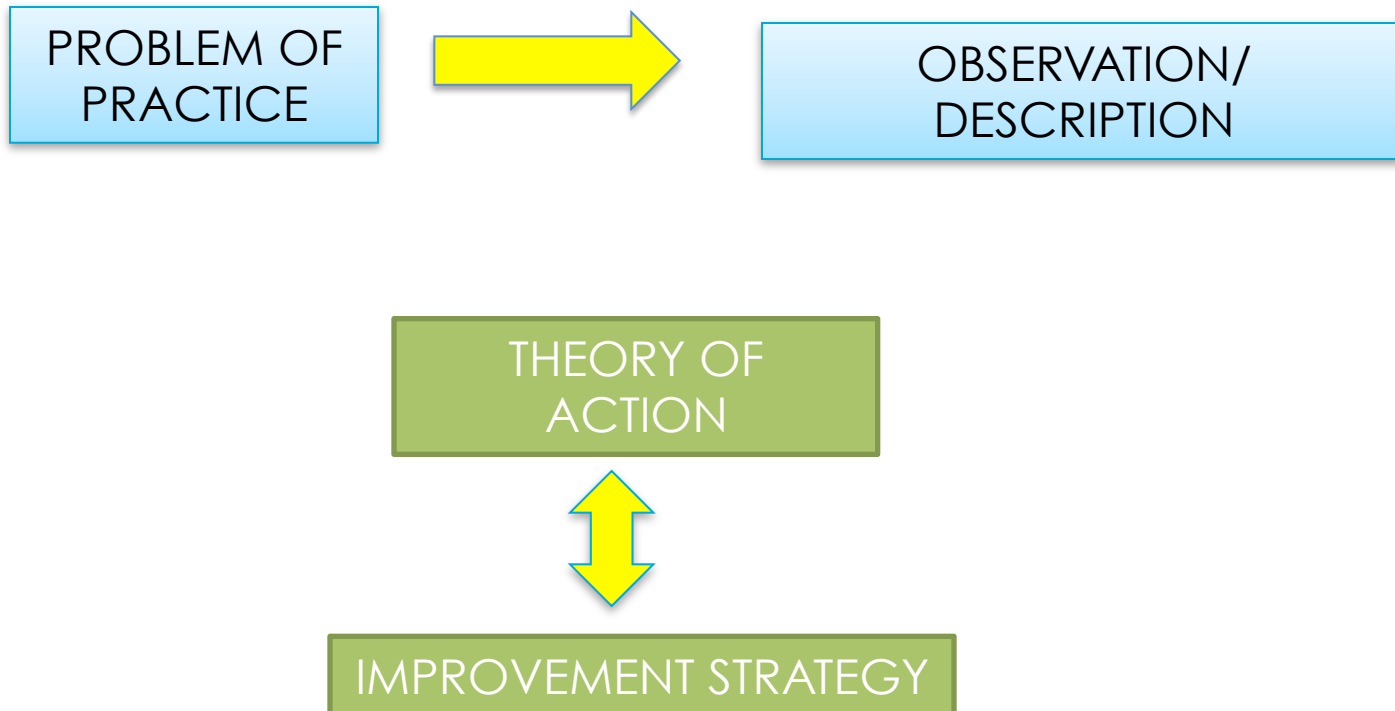 PROBLEM OF
PRACTICE
OBSERVATION/
DESCRIPTION
THEORY OF
ACTION
IMPROVEMENT STRATEGY